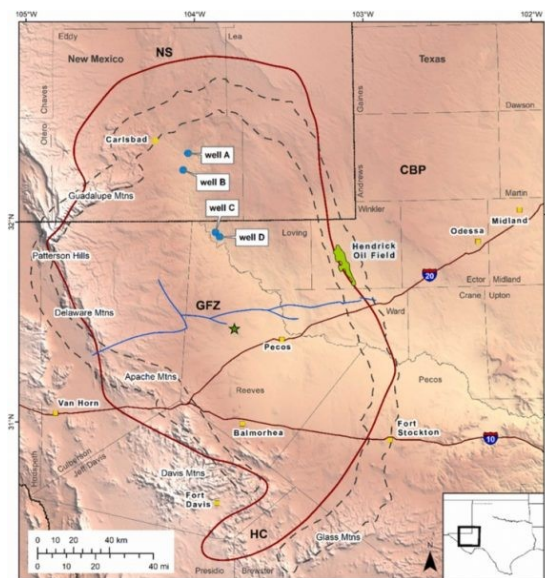 105°W
104°W
103°W
102°W
Eddy
Lea
NS
New Mexico
Texas
Chaves
Otero
Gaines
Dawson
Carlsbad
well A
well B
CBP
Andrews
Martin
Guadalupe Mtns
well C
well D
Winkler
Midland
32°N
Loving
Odessa
Patterson Hills
Hendrick
Oil Field
20
Ector
Midland
Crane
Upton
Delaware Mtns
GFZ
Ward
Pecos
Apache Mtns
Reeves
Pecos
Van Horn
31°N
Balmorhea
Fort
Stockton
10
Culberson
Jeff Davis
Hudspeth
Davis Mtns
Fort
Davis
HC
Glass Mtns
0 10 20 40 km
0 10 20 40 mi
Presidio
Brewster
N